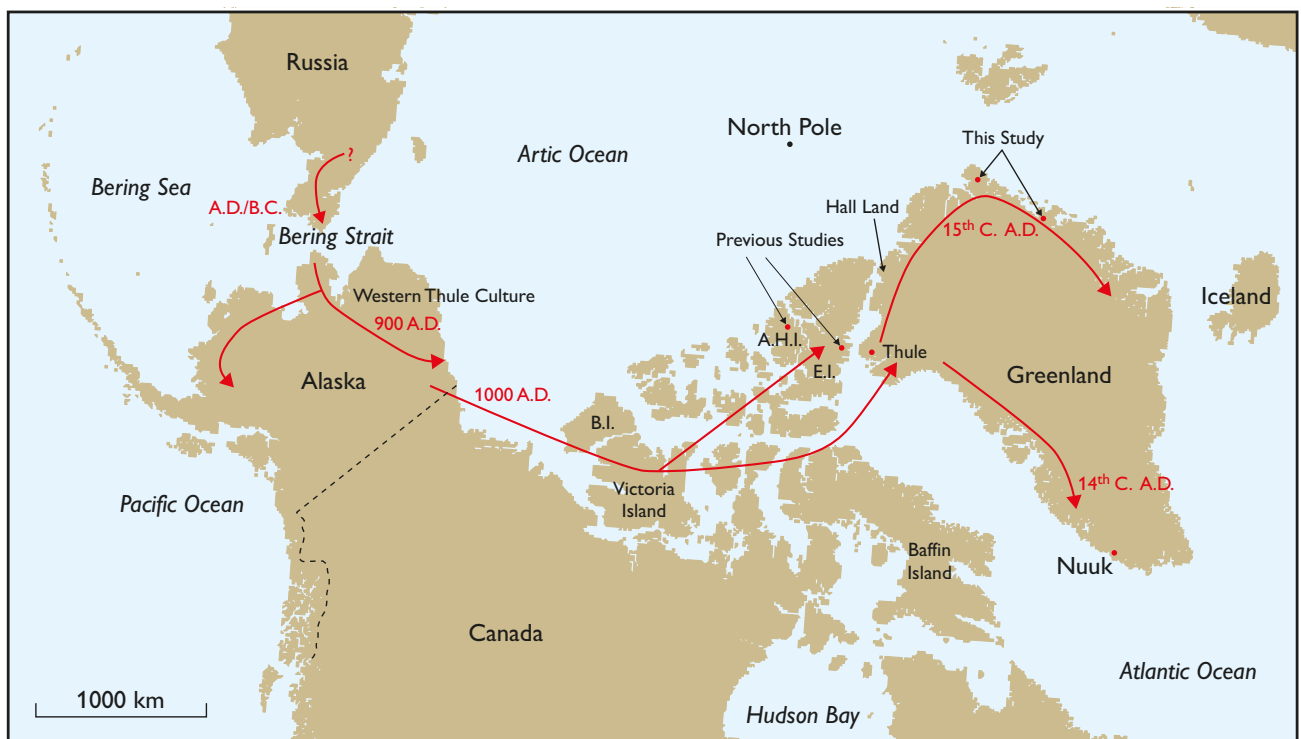 Russia
North Pole
This Study
Artic Ocean
?
Bering Sea
A.D./B.C.
Hall Land
Bering Strait
Previous Studies
15th C. A.D.
Western Thule Culture
Iceland
900 A.D.
A.H.I.
Thule
E.I.
Greenland
Alaska
1000 A.D.
B.I.
Victoria
Island
14th C. A.D.
Pacific Ocean
Baffin
Island
Nuuk
Canada
Atlantic Ocean
1000 km
Hudson Bay